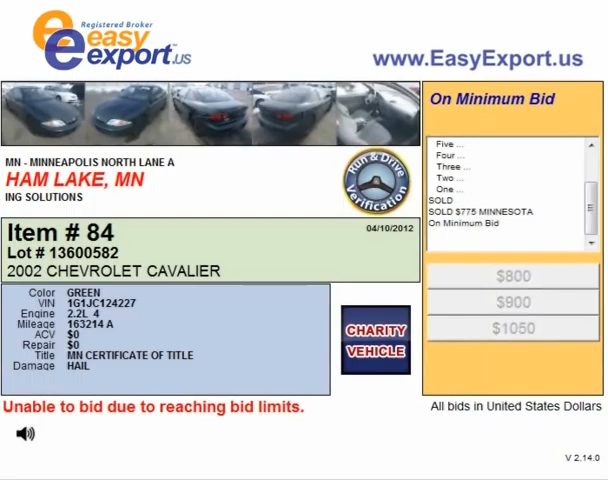 Registered Broker
easy
export.us
www.EasyExport.us
On Minimum Bid
Five ...
Four ...
Three ...
Two ...
One ...
SOLD
SOLD $775 MINNESOTA
On Minimum Bid
MN - MINNEAPOLIS NORTH LANE A
HAM LAKE, MN
ING SOLUTIONS
Run & Drive
Verification
Item # 84
04/10/2012
Lot # 13600582
2002 CHEVROLET CAVALIER
$800
$900
$1050
Color GREEN
VIN 1G1JC124227
Engine 2.2L 4
Mileage 163214 A
ACV $0
Repair $0
Title MN CERTIFICATE OF TITLE
Damage HAIL
CHARITY
VEHICLE
Unable to bid due to reaching bid limits.
All bids in United States Dollars
V 2.14.0